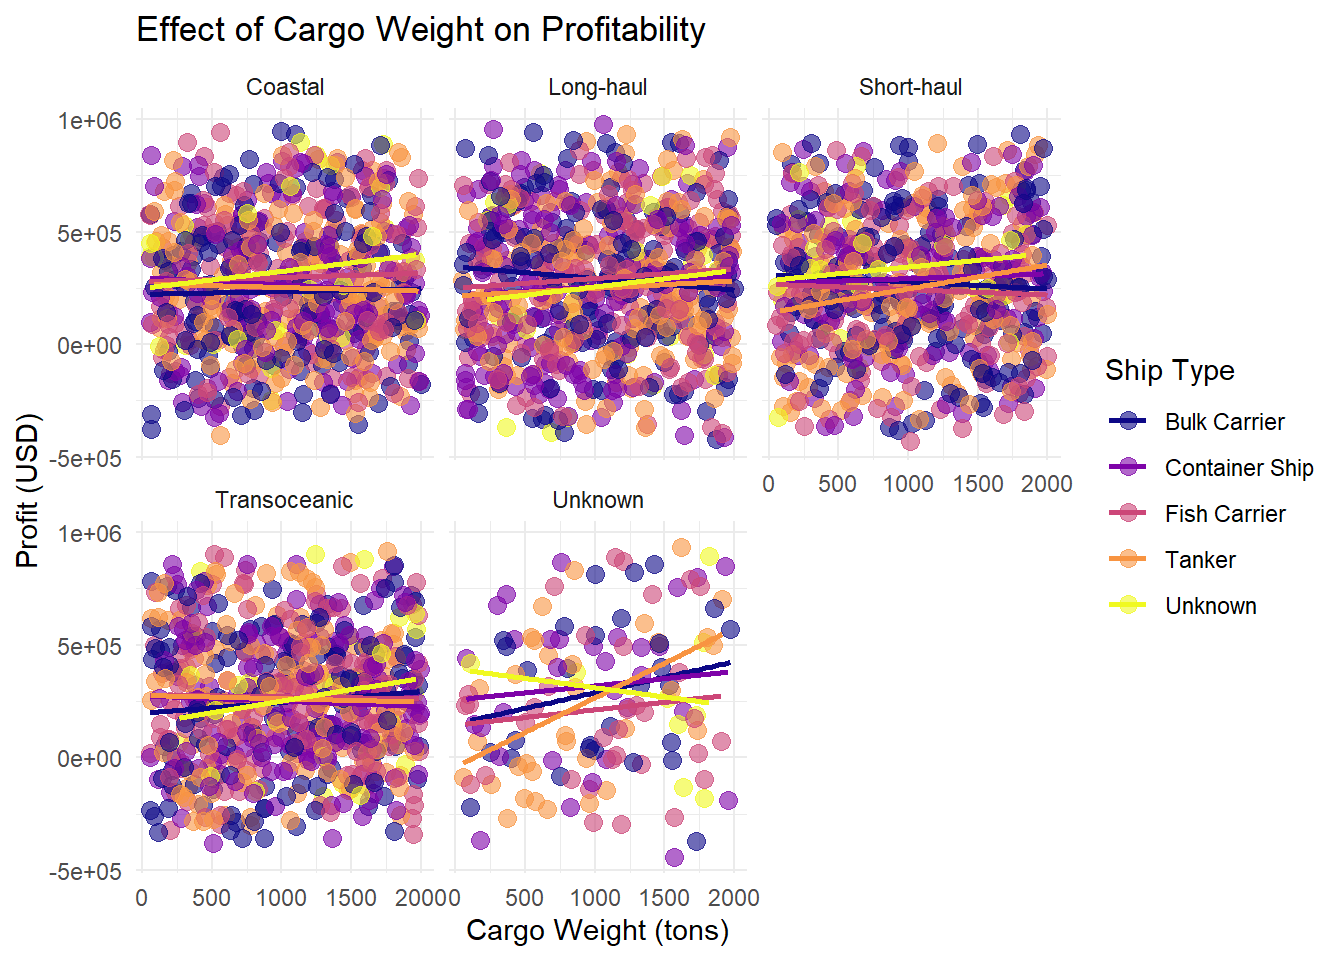 Effect of Cargo Weight on Profitability
Coastal
Long-haul
Short-haul
1e+06
5e+05
0e+00
-5e+05
0 500 1000 1500 2000
Transoceanic
Unknown
1e+06
5e+05
0e+00
-5e+05
0 500 1000 1500 2000
0 500 1000 1500 2000
Cargo Weight (tons)
Profit (USD)
Ship Type
Bulk Carrier
Container Ship
Fish Carrier
Tanker
Unknown